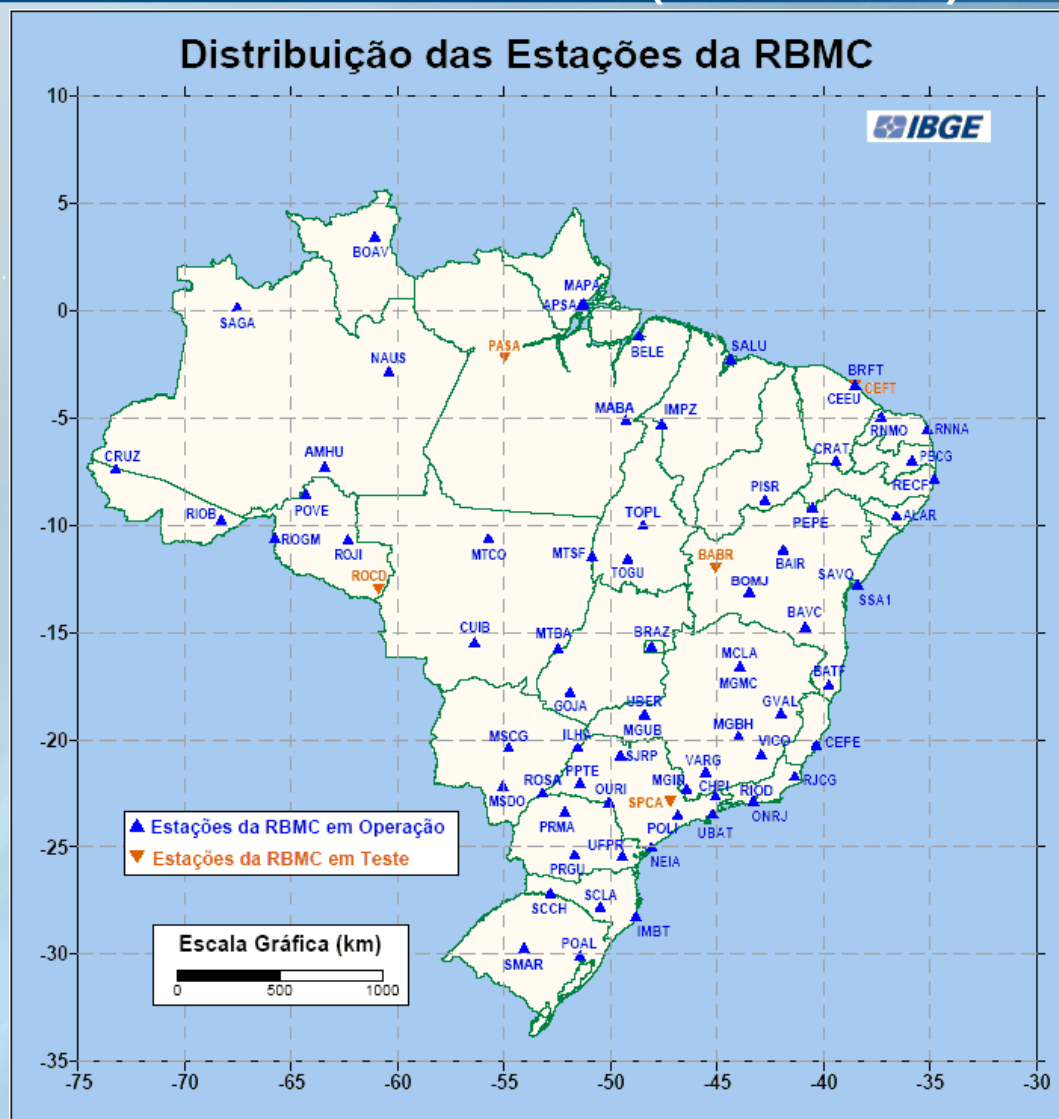 Distribuição das Estações da RBMC
IBGE
10
5
0
-5
-10
-15
-20
-25
-30
-35
-75
-70
-65
-60
-55
-50
-45
-40
-35
-30
BOAV
SAGA
NAUS
MAPA
APSA
PASA
BELE
SALU
BRFT
CEFT
CEEU
MABA
IMPZ
RNMO
RNNA
CRUZ
AMHU
CRAT
PBCG
RECF
PISR
RIOB
POVE
TOPL
PEPE
ALAR
ROGM
ROJI
MTCO
MTSF
TOGU
BABR
BAIR
ROCD
BOMJ
SAVO
SSA1
CUIB
MTBA
BRAZ
BAVC
MCLA
MGMC
BATF
GOJA
UBER
MGUB
GVAL
MSCG
ILHA
SJRP
MGBH
VICO
CEFE
VARG
PPTE
MGIN
CHPI
RIOD
RJCG
MSDO
ROSA
OURI
SPCA
ONRJ
PRMA
POLI
UBAT
UFPR
NEIA
PRGU
SCCH
SCLA
IMBT
SMAR
POAL
Estações da RBMC em Operação
Estações da RBMC em Teste
Escala Gráfica (km)
0 500 1000